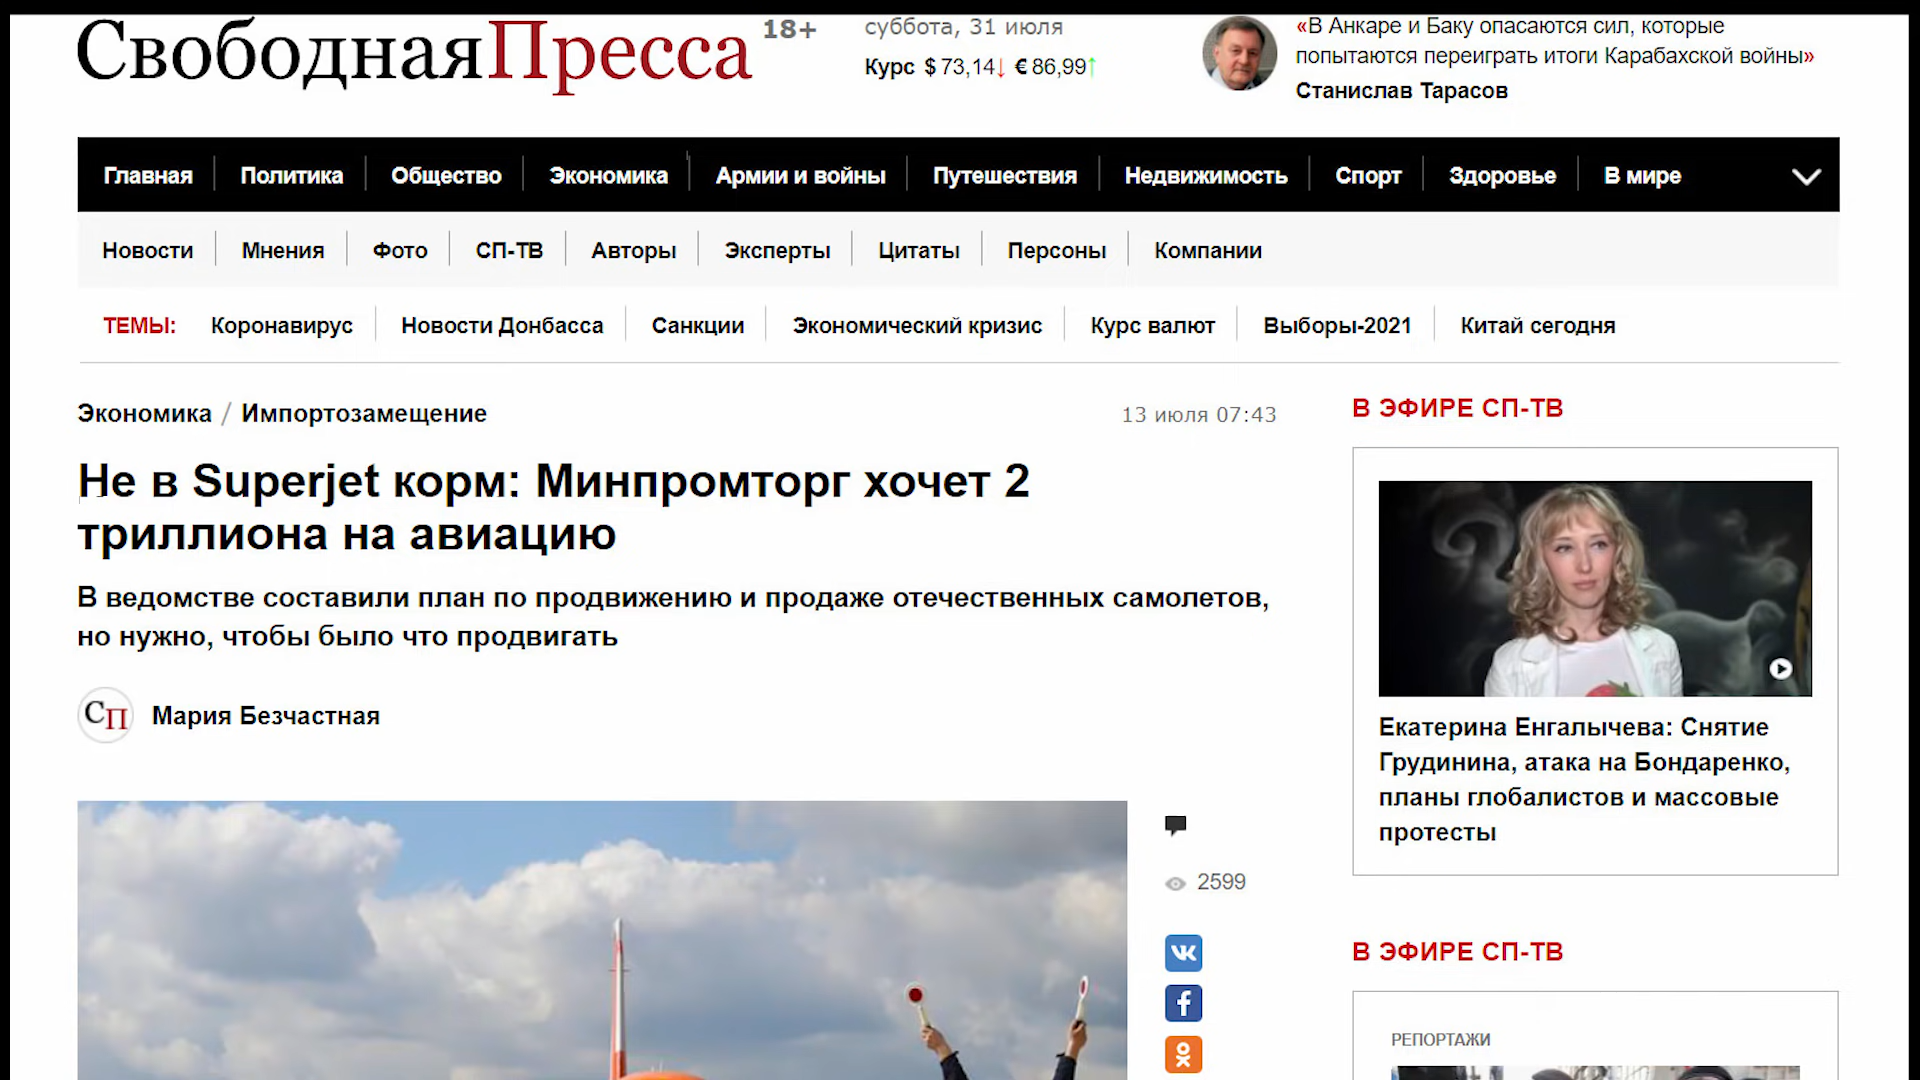 СвободнаяПресса
18+
суббота, 31 июля
Курс $ 73,14↓ € 86,99↑
«В Анкаре и Баку опасаются сил, которые
попытаются переиграть итоги Карабахской войны»
Станислав Тарасов
Главная Политика Общество Экономика Армии и войны Путешествия Недвижимость Спорт Здоровье В мире
Новости Мнения Фото СП-ТВ Авторы Эксперты Цитаты Персоны Компании
ТЕМЫ: Коронавирус Новости Донбасса Санкции Экономический кризис Курс валют Выборы-2021 Китай сегодня
Экономика / Импортозамещение
13 июля 07:43
Не в Superjet корм: Минпромторг хочет 2
триллиона на авиацию
В ведомстве составили план по продвижению и продаже отечественных самолетов,
но нужно, чтобы было что продвигать
СП Мария Безчастная
2599
В ЭФИРЕ СП-ТВ
Екатерина Енгалычева: Снятие
Грудинина, атака на Бондаренко,
планы глобалистов и массовые
протесты
В ЭФИРЕ СП-ТВ
РЕПОРТАЖИ